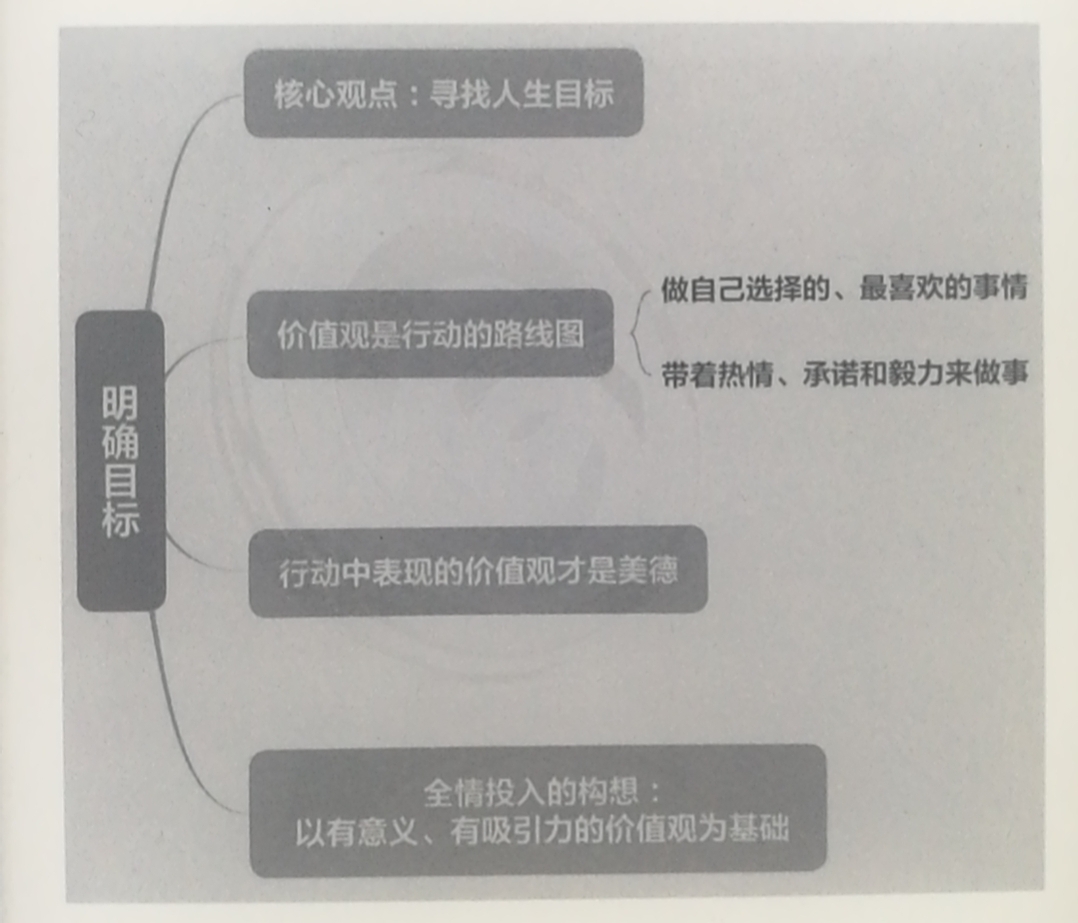 核心观点：寻找人生目标
价值观是行动的路线图
做自己选择的、最喜欢的事情
带着热情、承诺和毅力来做事
明确目标
行动中表现的价值观才是美德
全情投入的构想：
以有意义、有吸引力的价值观为基础